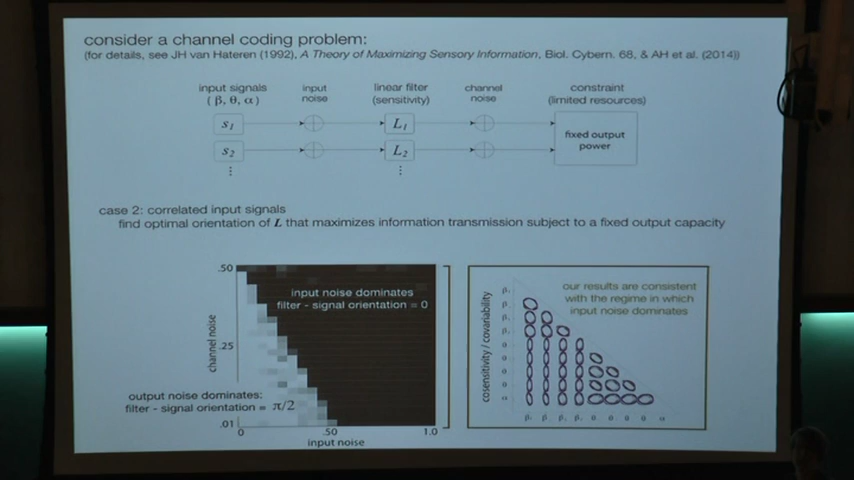 consider a channel coding problem:
(for details, see JH van Hateren (1992), A Theory of Maximizing Sensory Information, Biol. Cybern. 68, & AH et al. (2014))
input signals
(β, θ, α)
input
noise
linear filter
(sensitivity)
channel
noise
constraint
(limited resources)
s1
L1
fixed output
power
s2
L2
⋮
⋮
case 2: correlated input signals
find optimal orientation of L that maximizes information transmission subject to a fixed output capacity
.50
.25
.01
channel noise
input noise dominates
filter - signal orientation = 0
output noise dominates:
filter - signal orientation = π/2
0
.50
1.0
input noise
our results are consistent
with the regime in which
input noise dominates
cosensitivity / covariability